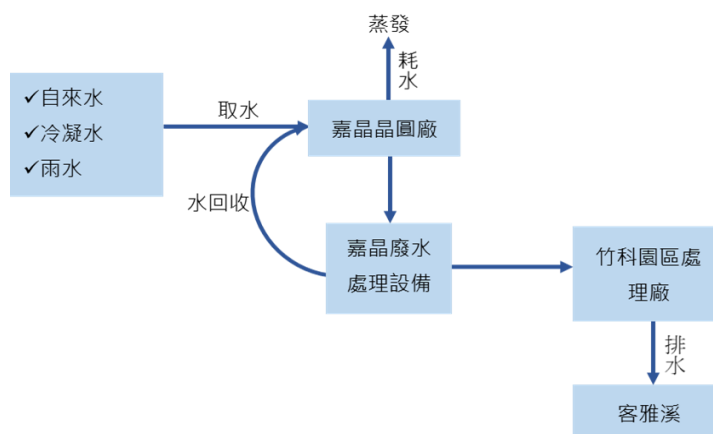 蒸發
耗水
✓自來水
✓冷凝水
✓雨水
取水
嘉晶晶圓廠
水回收
嘉晶廢水
處理設備
竹科園區處
理廠
排水
客雅溪